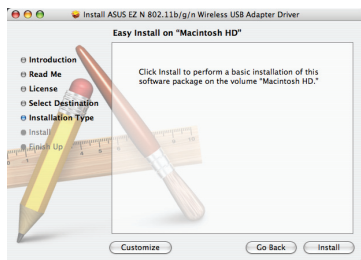 Install ASUS EZ N 802.11b/g/n Wireless USB Adapter Driver
Easy Install on “Macintosh HD”
Introduction
Read Me
License
Select Destination
Installation Type
Install
Finish Up
Click Install to perform a basic installation of this
software package on the volume “Macintosh HD.”
Customize
Go Back
Install